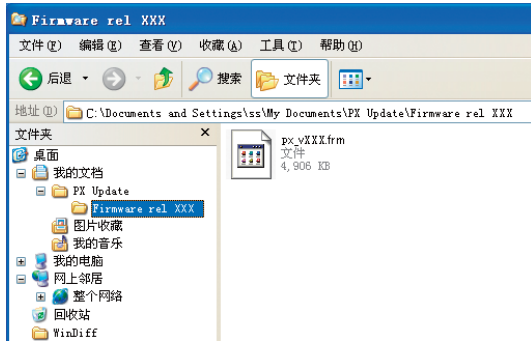 Firmware rel XXX
文件(F) 编辑(E) 查看(V) 收藏(A) 工具(T) 帮助(H)
后退 搜索 文件夹
地址(D) C:\Documents and Settings\ss\My Documents\PX Update\Firmware rel XXX
文件夹 ×
桌面
我的文档
PX Update
Firmware rel XXX
图片收藏
我的音乐
我的电脑
网上邻居
整个网络
回收站
WinDiff
px_vXXX.frm
文件
4,906 KB